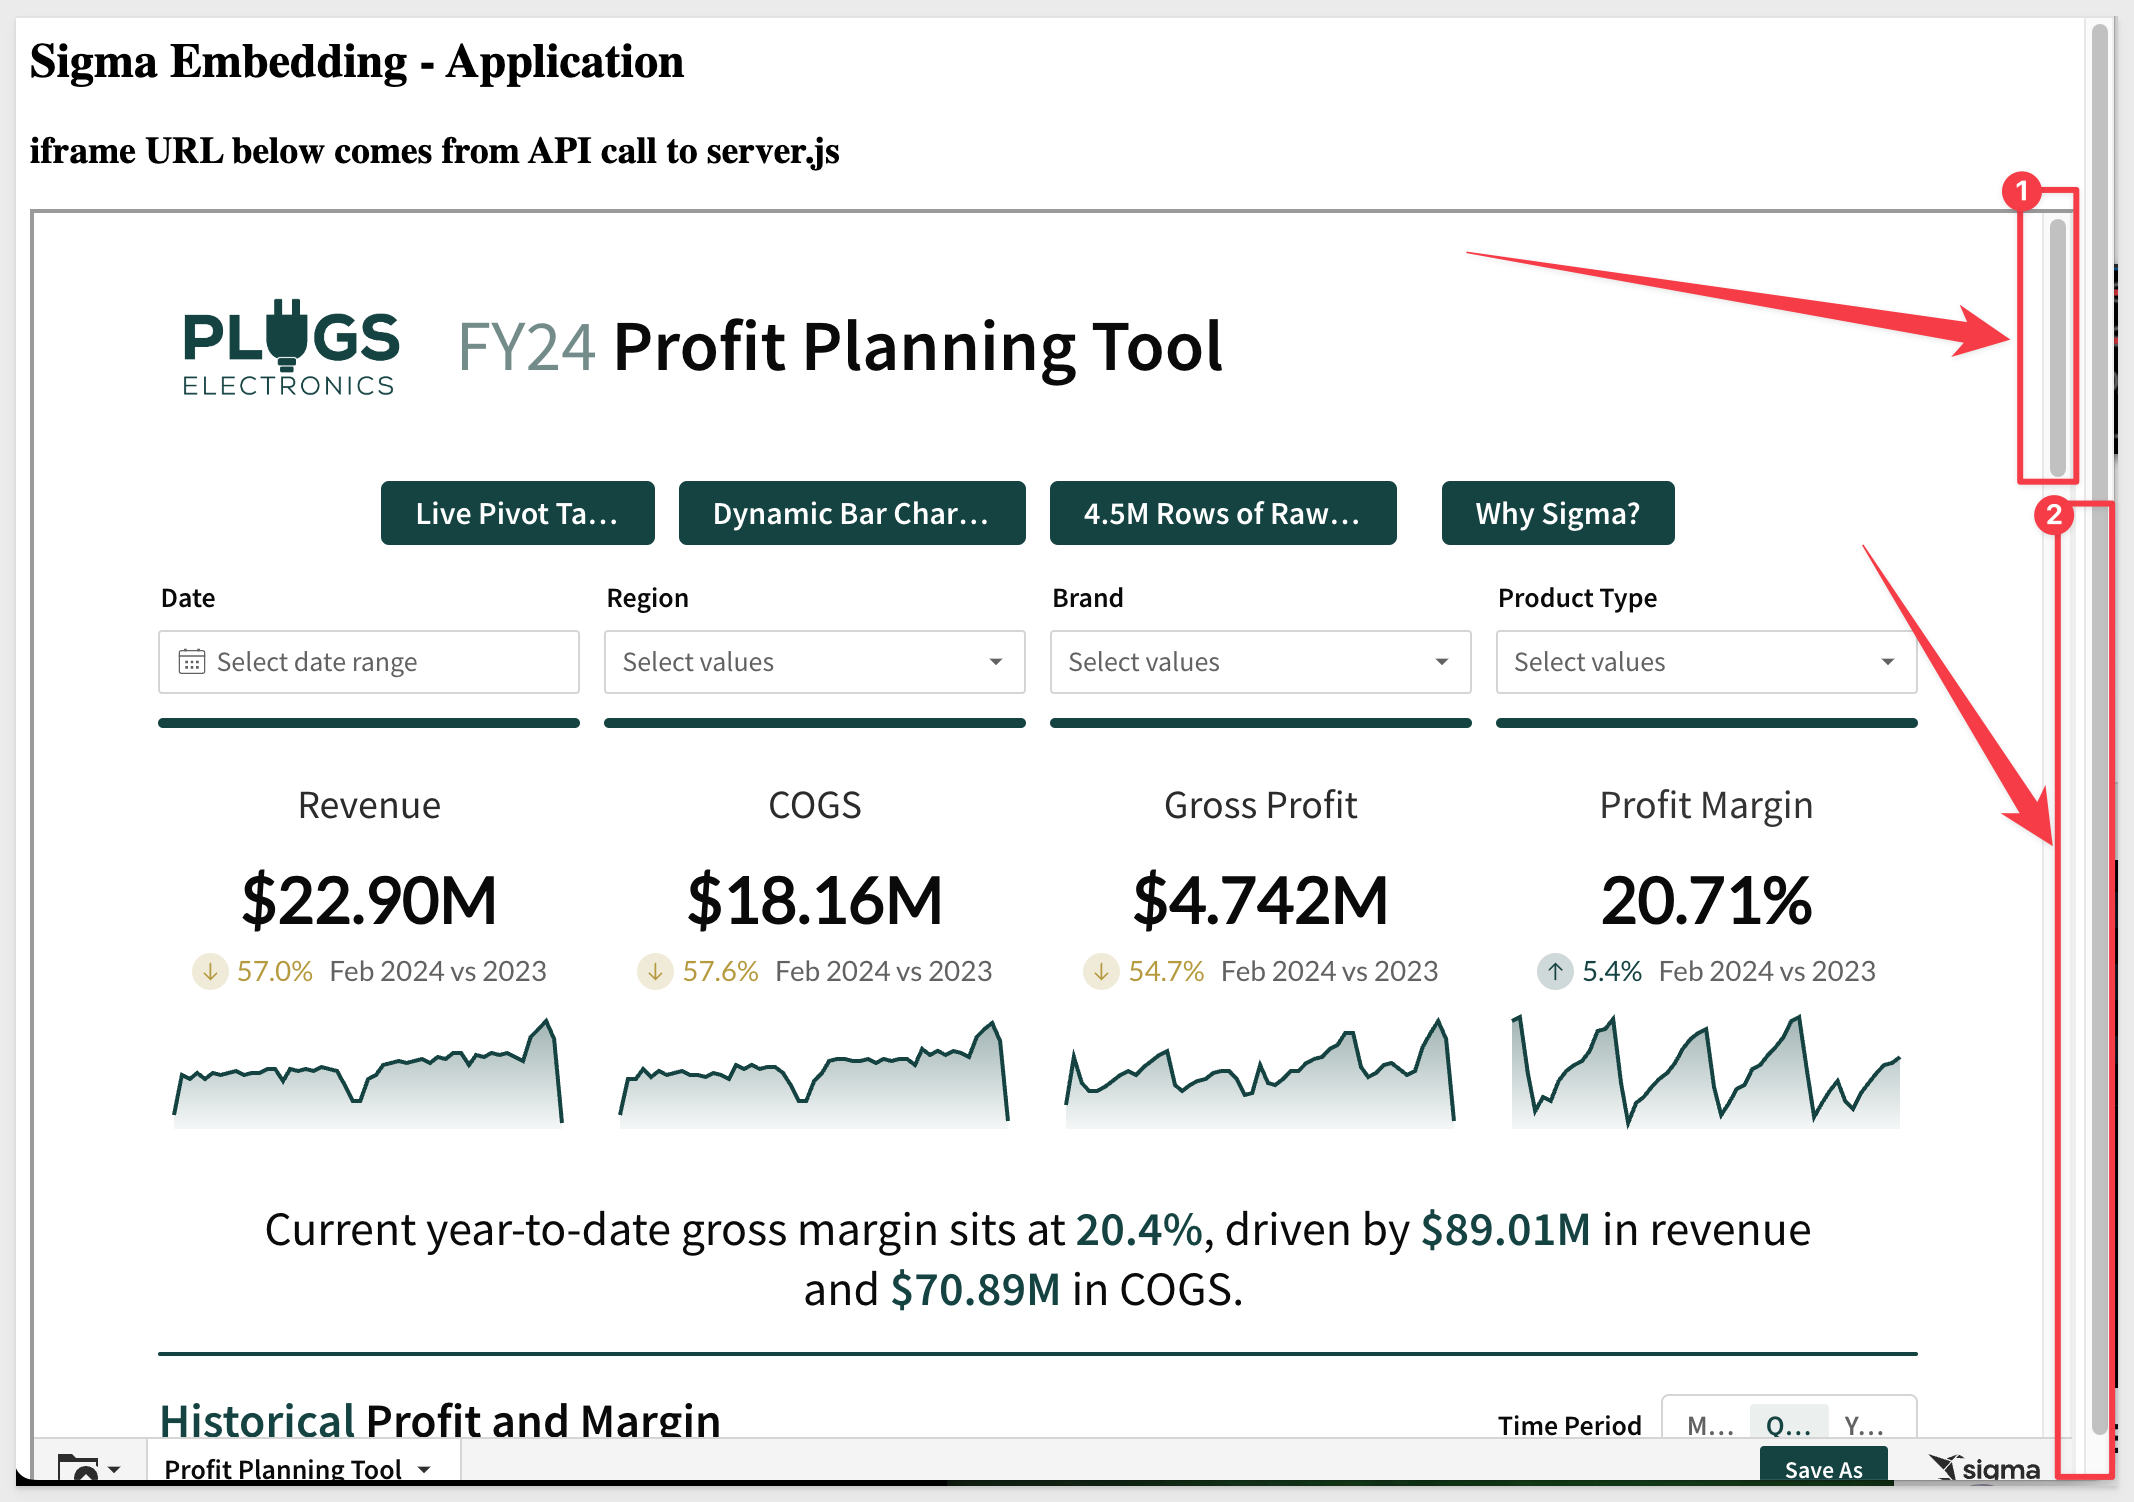 Sigma Embedding - Application
iframe URL below comes from API call to server.js
1
PLUGS
ELECTRONICS
FY24 Profit Planning Tool
Live Pivot Ta... Dynamic Bar Char... 4.5M Rows of Raw... Why Sigma?
2
Date Region Brand Product Type
Select date range Select values Select values Select values
Revenue COGS Gross Profit Profit Margin
$22.90M $18.16M $4.742M 20.71%
57.0% Feb 2024 vs 2023 57.6% Feb 2024 vs 2023 54.7% Feb 2024 vs 2023 5.4% Feb 2024 vs 2023
Current year-to-date gross margin sits at 20.4%, driven by $89.01M in revenue
and $70.89M in COGS.
Historical Profit and Margin
Time Period M... Q... Y...
Profit Planning Tool Save As sigma